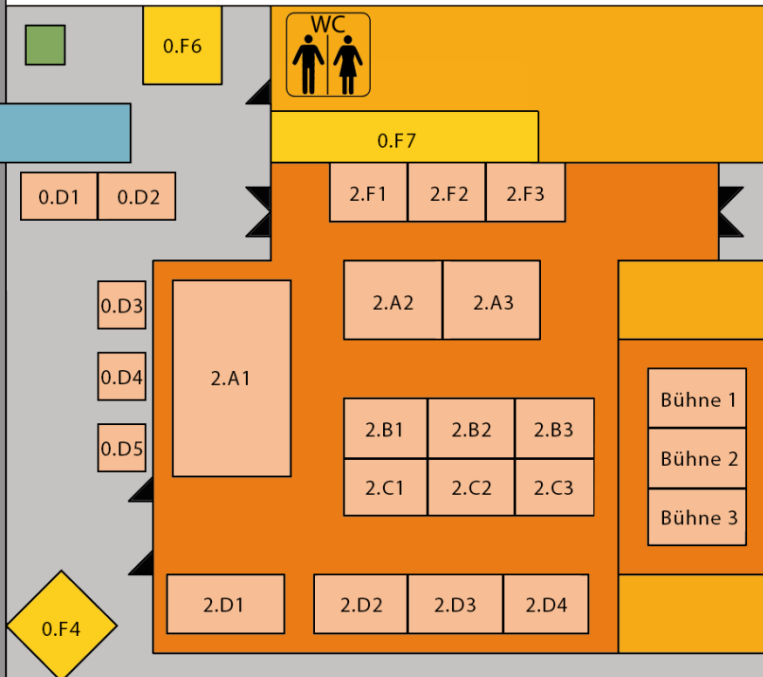 WC
0.F6
0.F7
0.D1 0.D2
2.F1 2.F2 2.F3
0.D3
2.A2 2.A3
0.D4
2.A1
Bühne 1
0.D5
2.B1 2.B2 2.B3
Bühne 2
2.C1 2.C2 2.C3
Bühne 3
2.D1 2.D2 2.D3 2.D4
0.F4